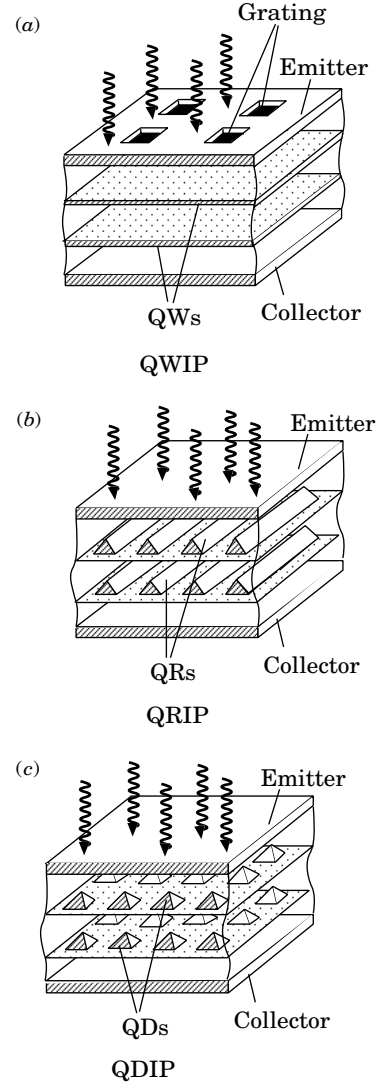 (a)
Grating
Emitter
QWs
Collector
QWIP
(b)
Emitter
QRs
Collector
QRIP
(c)
Emitter
QDs
Collector
QDIP